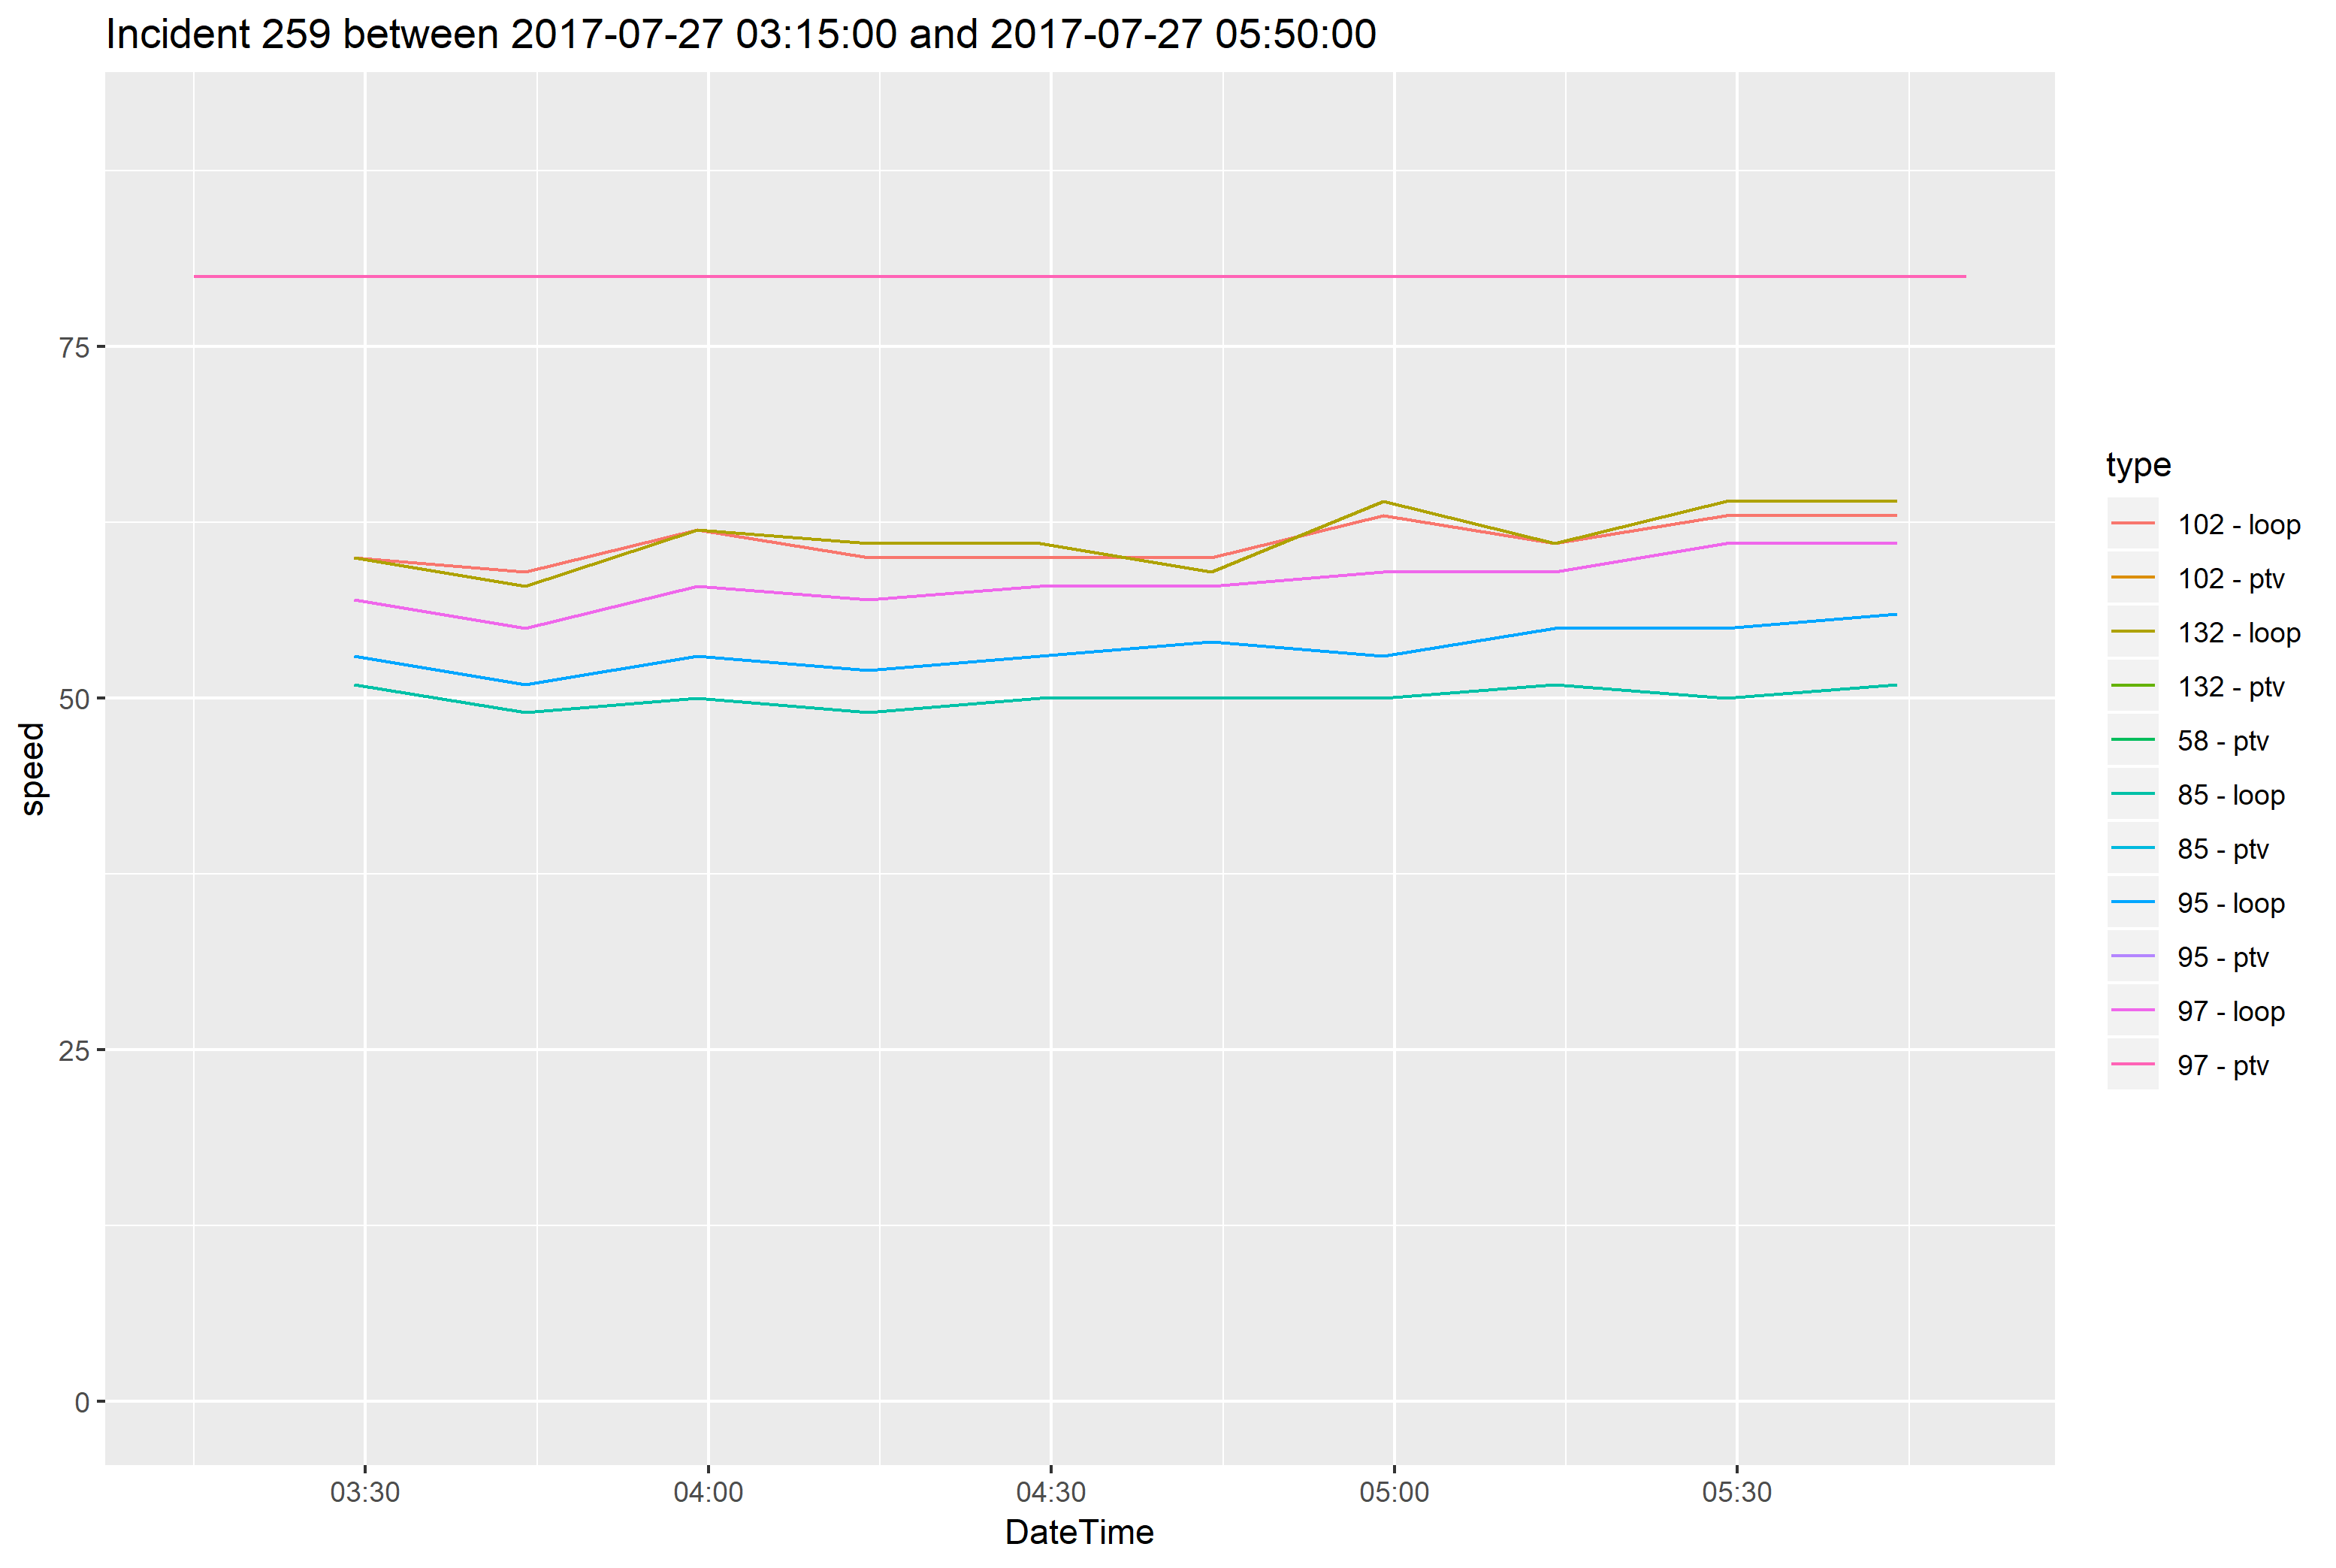 Incident 259 between 2017-07-27 03:15:00 and 2017-07-27 05:50:00
75
50
25
0
speed
03:30
04:00
04:30
05:00
05:30
DateTime
type
102 - loop
102 - ptv
132 - loop
132 - ptv
58 - ptv
85 - loop
85 - ptv
95 - loop
95 - ptv
97 - loop
97 - ptv